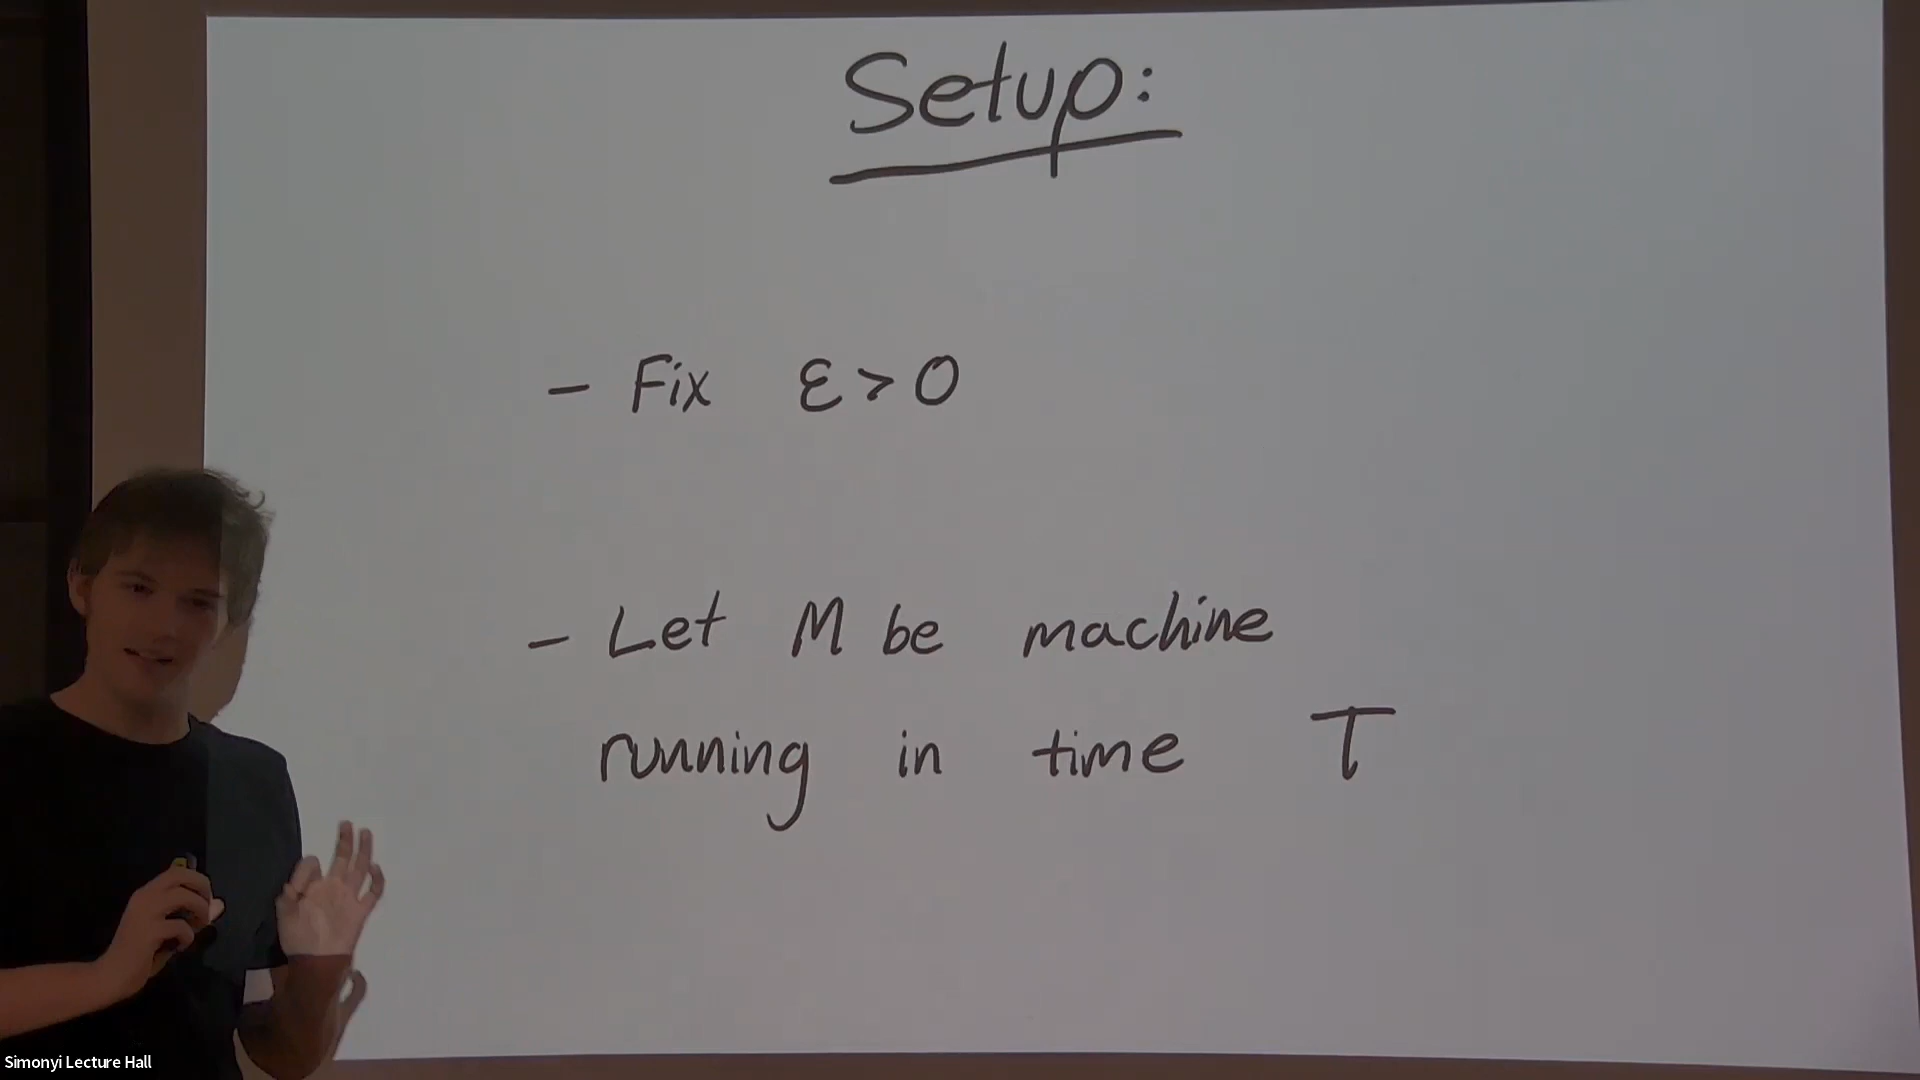 Setup:
- Fix ε > 0
- Let M be machine
running in time T
Simonyi Lecture Hall